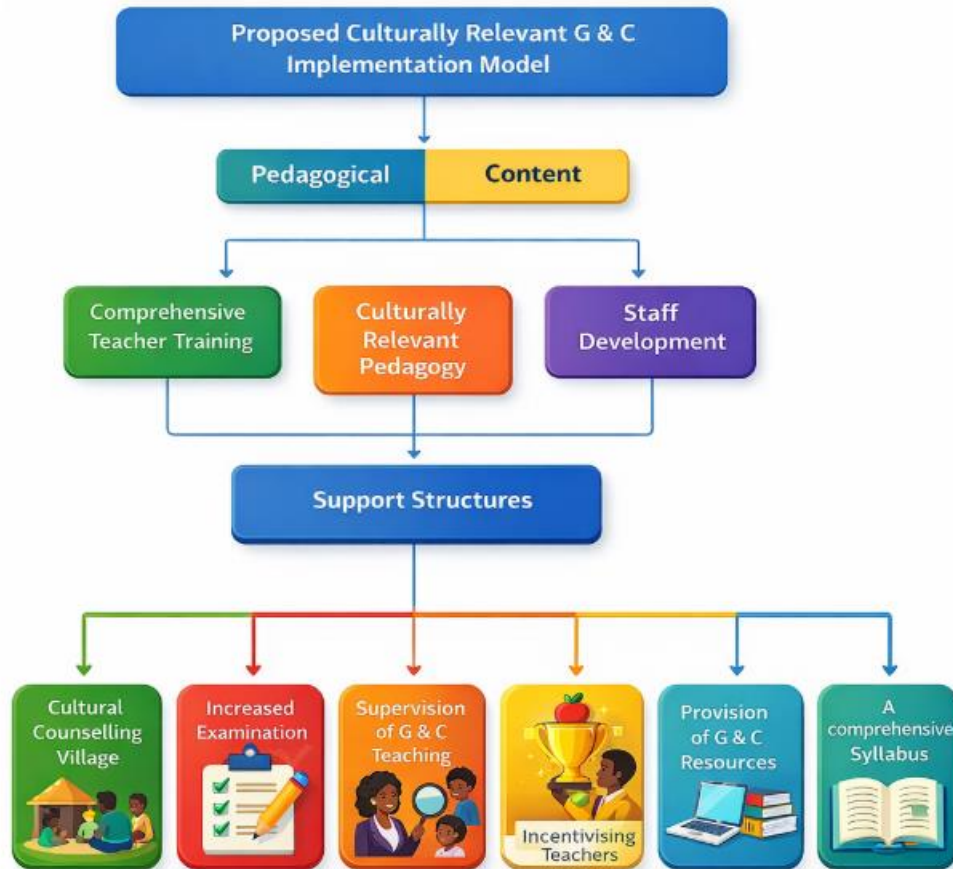 Proposed Culturally Relevant G & C
Implementation Model
Pedagogical
Content
Comprehensive
Teacher Training
Culturally
Relevant
Pedagogy
Staff
Development
Support Structures
Cultural
Counselling
Village
Increased
Examination
Supervision
of G & C
Teaching
Incentivising
Teachers
Provision
of G & C
Resources
A
comprehensive
Syllabus